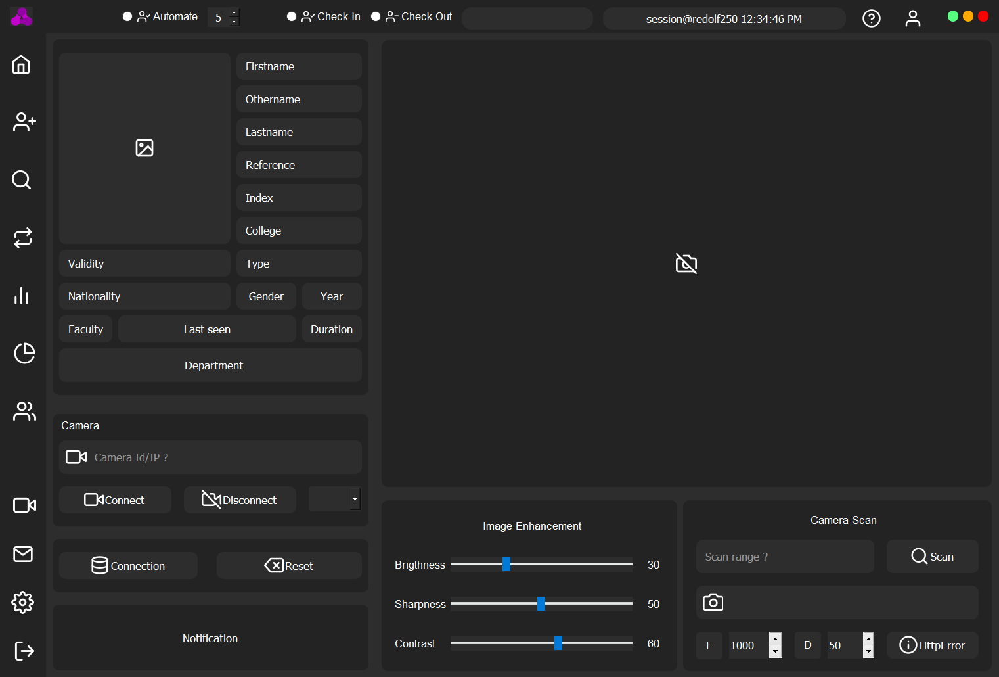 Automate 5 Check In Check Out session@redolf250 12:34:46 PM
Firstname
Othername
Lastname
Reference
Index
College
Validity Type
Nationality Gender Year
Faculty Last seen Duration
Department
Camera
Camera Id/IP ?
Connect Disconnect
Connection Reset
Notification
Image Enhancement
Brigthness 30
Sharpness 50
Contrast 60
Camera Scan
Scan range ? Scan
F 1000 D 50 HttpError